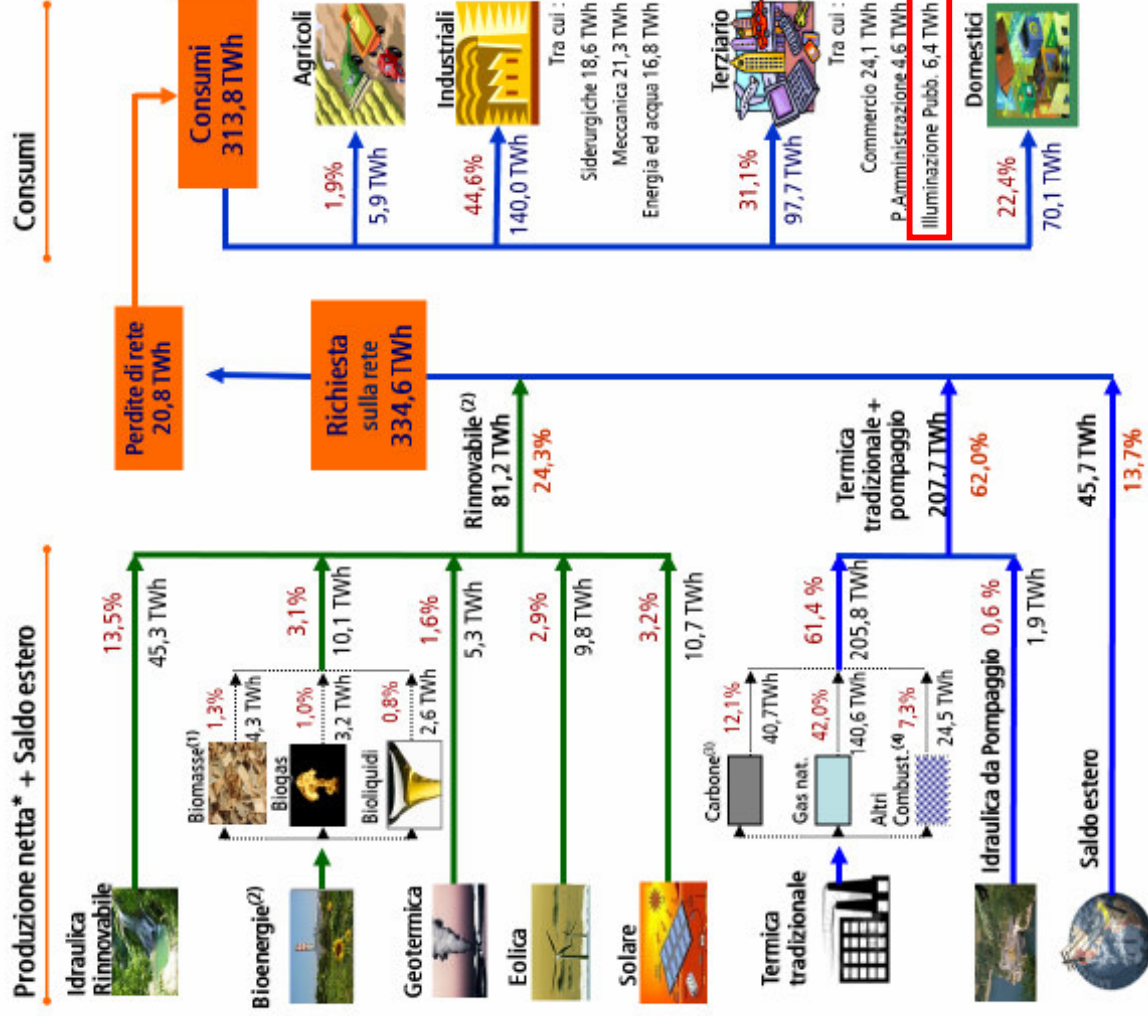 Produzione netta* + Saldo estero
Consumi
Idraulica
Rinnovabile
13,5%
45,3 TWh
Bioenergie(2)
Biomasse(1)
1,3%
4,3 TWh
Biogas
1,0%
3,2 TWh
Bioliquidi
0,8%
2,6 TWh
3,1%
10,1 TWh
Geotermica
1,6%
5,3 TWh
Eolica
2,9%
9,8 TWh
Solare
3,2%
10,7 TWh
Rinnovabile(2)
81,2 TWh
24,3%
Termica
tradizionale
Carbone(3)
12,1%
40,7TWh
Gas nat.
42,0%
140,6 TWh
Altri
Combust.(4)
7,3%
24,5 TWh
61,4 %
205,8 TWh
Idraulica da Pompaggio
0,6 %
1,9 TWh
Termica
tradizionale +
pompaggio
207,7 TWh
62,0%
Saldo estero
45,7 TWh
13,7%
Richiesta
sulla rete
334,6 TWh
Perdite di rete
20,8 TWh
Consumi
313,8 TWh
Agricoli
1,9%
5,9 TWh
Industriali
44,6%
140,0 TWh
Tra cui :
Siderurgiche 18,6 TWh
Meccanica 21,3 TWh
Energia ed acqua 16,8 TWh
Terziario
31,1%
97,7 TWh
Tra cui :
Commercio 24,1 TWh
P.Amministrazione 4,6 TWh
Illuminazione Pubb. 6,4 TWh
Domestici
22,4%
70,1 TWh